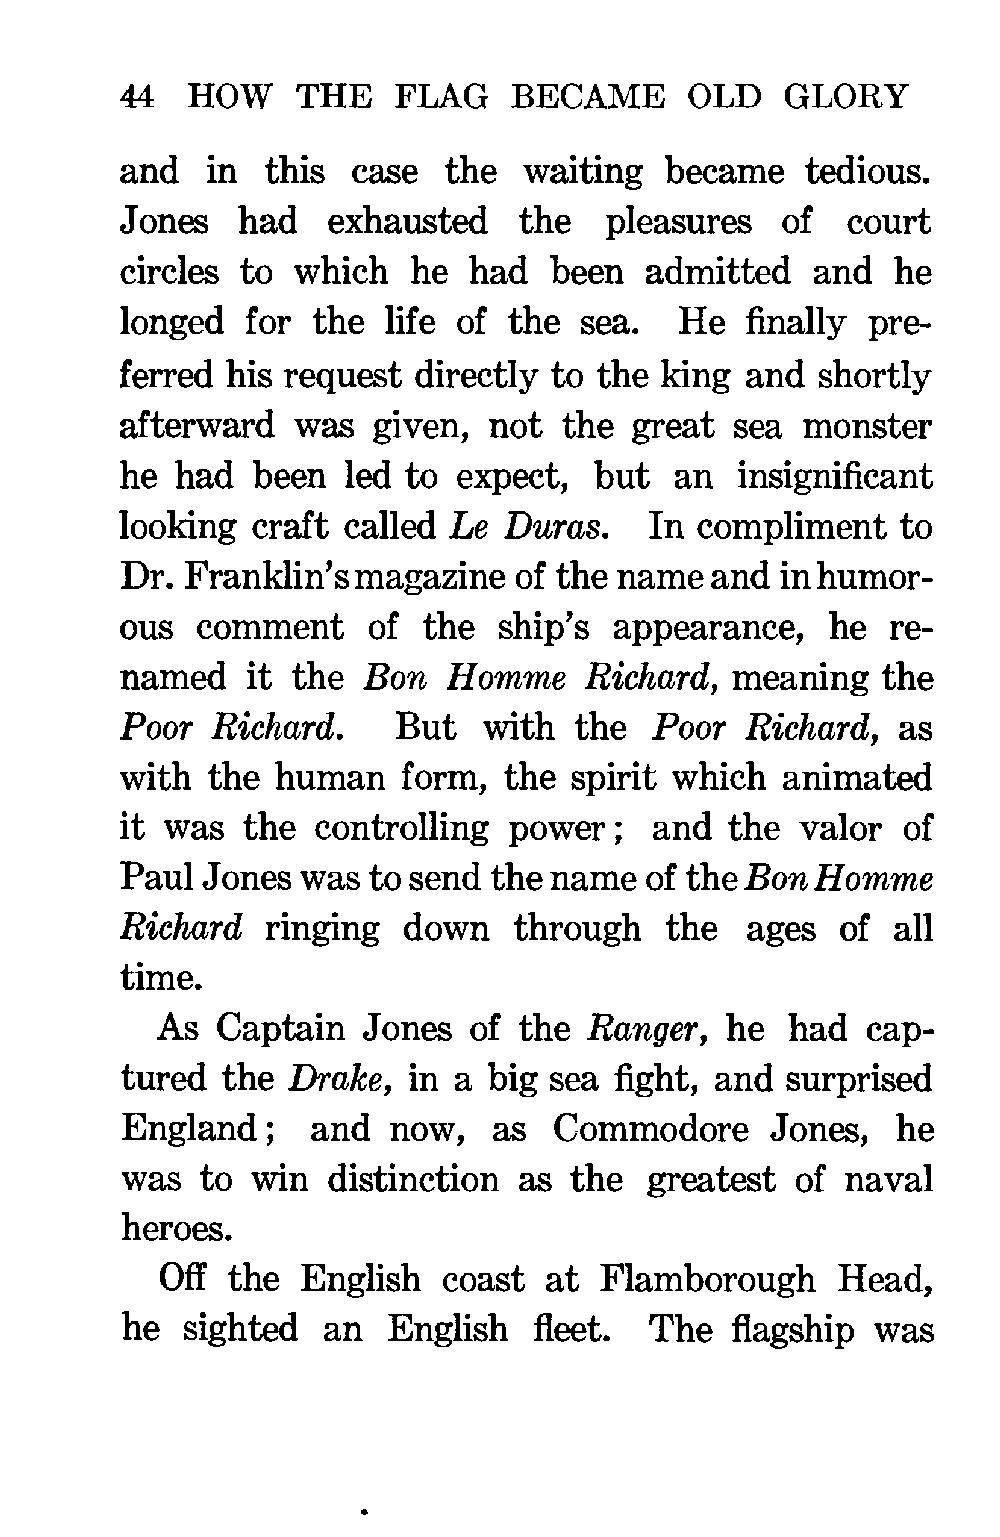 44 HOW THE FLAG BECAME OLD GLORY
and in this case the waiting became tedious.
Jones had exhausted the pleasures of court
circles to which he had been admitted and he
longed for the life of the sea. He finally pre-
ferred his request directly to the king and shortly
afterward was given, not the great sea monster
he had been led to expect, but an insignificant
looking craft called Le Duras. In compliment to
Dr. Franklin's magazine of the name and in humor-
ous comment of the ship's appearance, he re-
named it the Bon Homme Richard, meaning the
Poor Richard. But with the Poor Richard, as
with the human form, the spirit which animated
it was the controlling power; and the valor of
Paul Jones was to send the name of the Bon Homme
Richard ringing down through the ages of all
time.
As Captain Jones of the Ranger, he had cap-
tured the Drake, in a big sea fight, and surprised
England; and now, as Commodore Jones, he
was to win distinction as the greatest of naval
heroes.
Off the English coast at Flamborough Head,
he sighted an English fleet. The flagship was